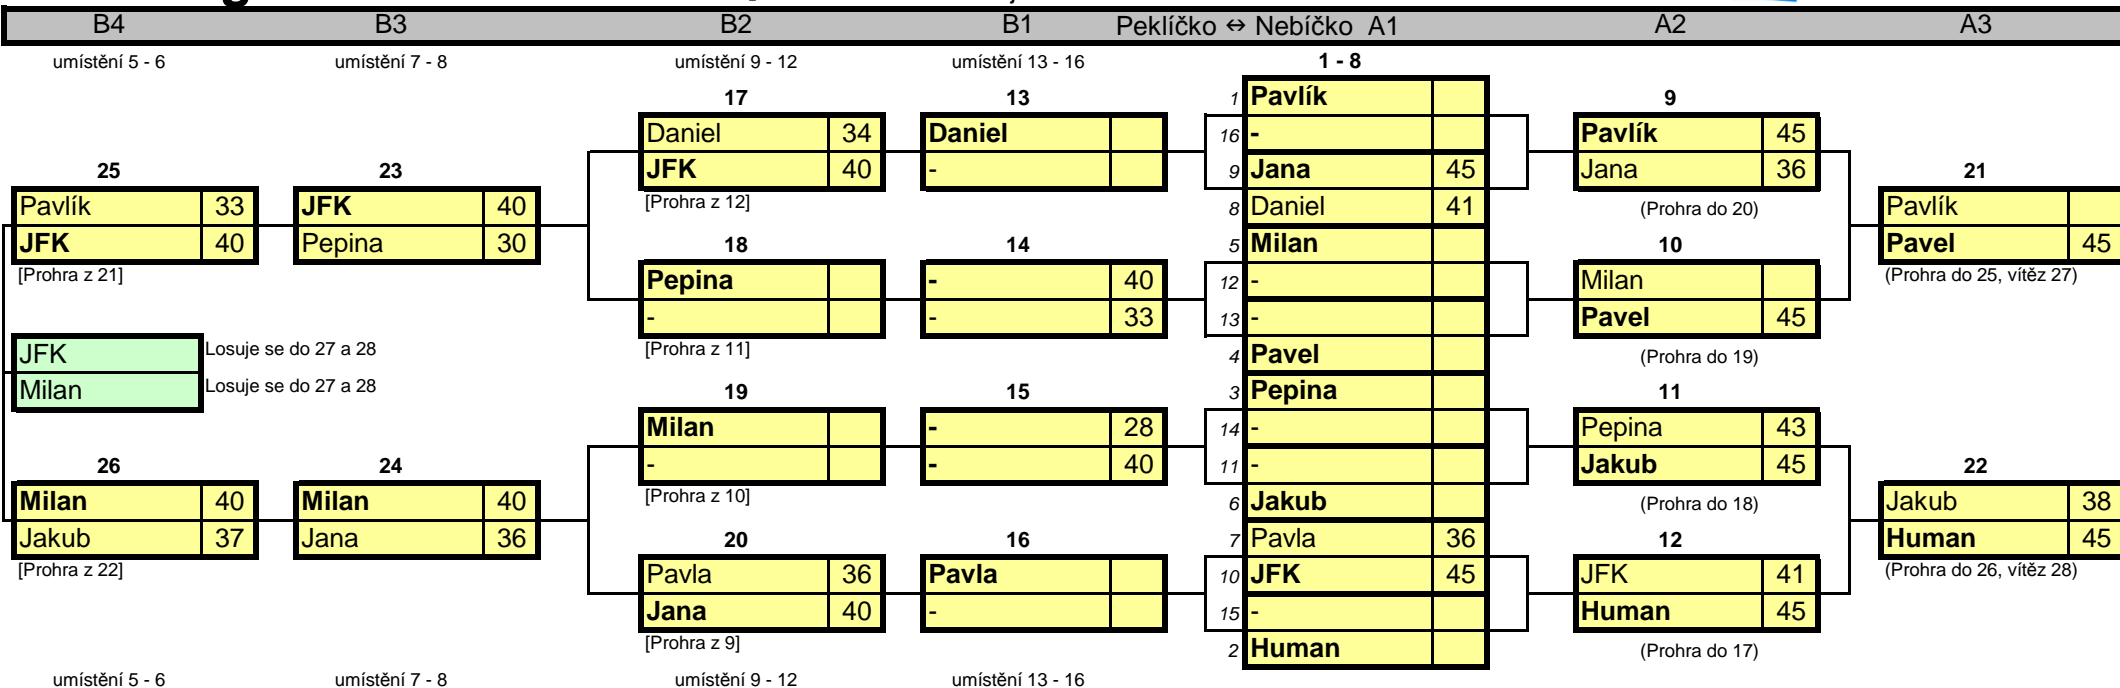 B4 B3 B2 B1 Peklíčko ↔ Nebíčko A1 A2 A3
umístění 5 - 6 umístění 7 - 8 umístění 9 - 12 umístění 13 - 16 1 - 8
1 Pavlík
17 13 9
Daniel 34 Daniel 16 - Pavlík 45
25 23 JFK 40 - 9 Jana 45 Jana 36 21
Pavlík 33 JFK 40 [Prohra z 12] 8 Daniel 41 (Prohra do 20) Pavlík
JFK 40 Pepina 30 18 14 5 Milan 10 Pavel 45
[Prohra z 21] Pepina - 40 12 - Milan (Prohra do 25, vítěz 27)
- - 33 13 - Pavel 45
JFK Losuje se do 27 a 28 [Prohra z 11] 4 Pavel (Prohra do 19)
Milan Losuje se do 27 a 28 19 15 3 Pepina 11
Milan - 28 14 - Pepina 43
26 24 - - 40 11 - Jakub 45 22
Milan 40 Milan 40 [Prohra z 10] 6 Jakub (Prohra do 18) Jakub 38
Jakub 37 Jana 36 20 16 7 Pavla 36 12 Human 45
[Prohra z 22] Pavla 36 Pavla 10 JFK 45 JFK 41 (Prohra do 26, vítěz 28)
Jana 40 - 15 - Human 45
[Prohra z 9] 2 Human (Prohra do 17)
umístění 5 - 6 umístění 7 - 8 umístění 9 - 12 umístění 13 - 16